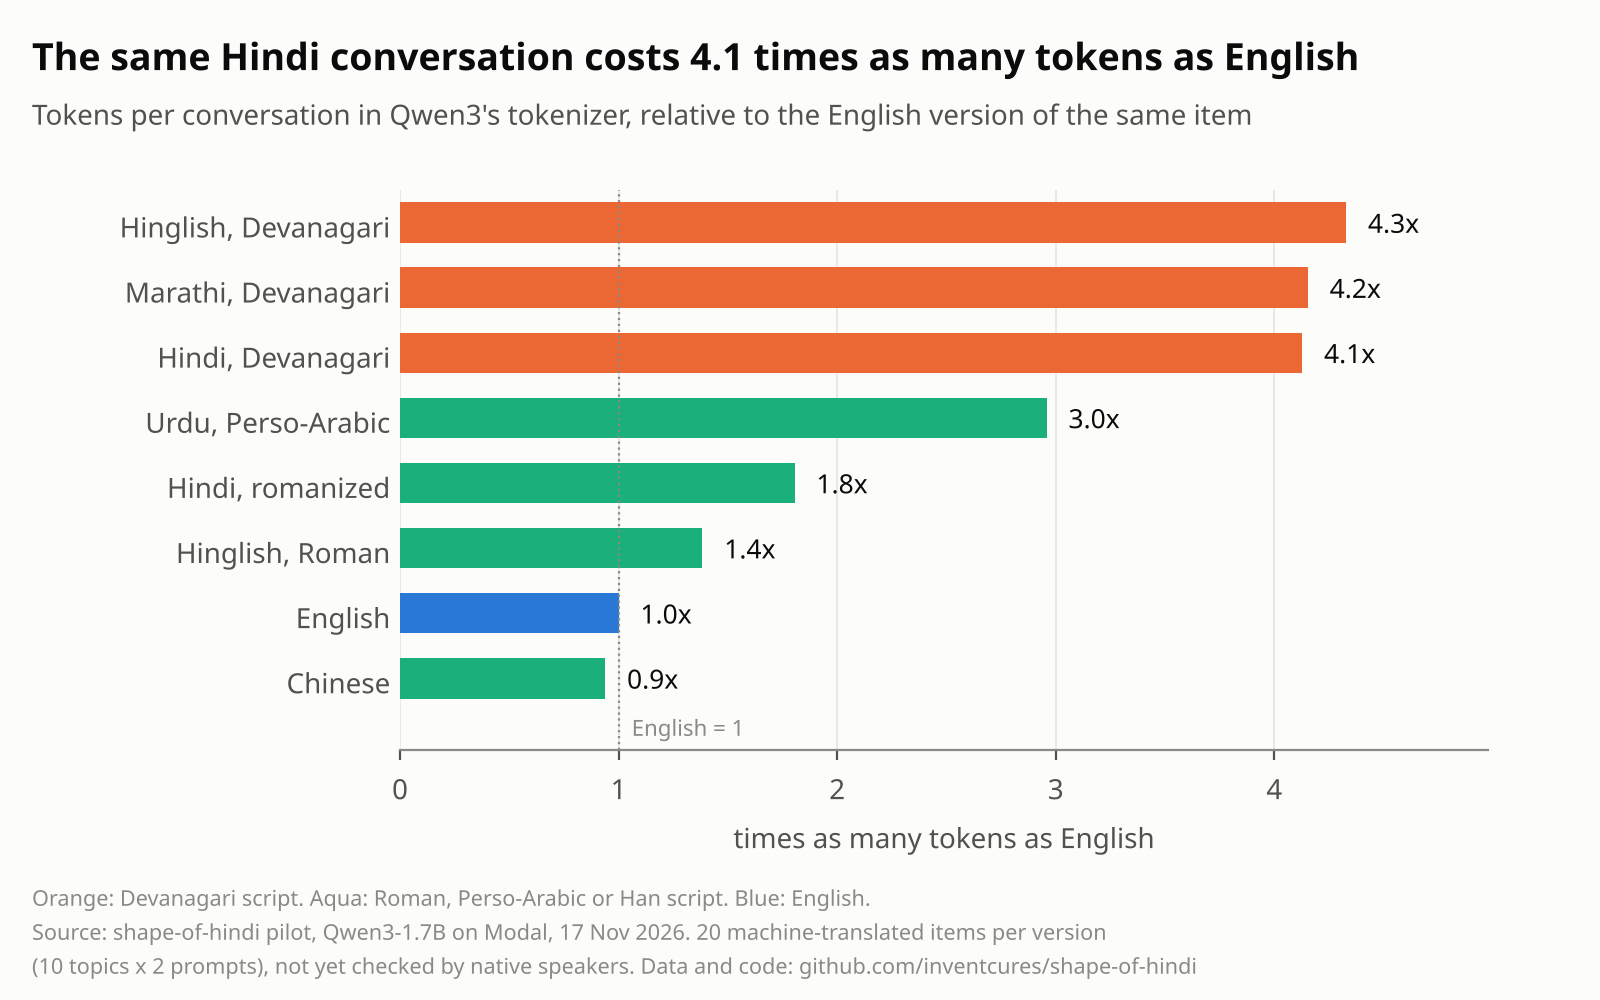 The same Hindi conversation costs 4.1 times as many tokens as English
Tokens per conversation in Qwen3's tokenizer, relative to the English version of the same item
Hinglish, Devanagari 4.3x
Marathi, Devanagari 4.2x
Hindi, Devanagari 4.1x
Urdu, Perso-Arabic 3.0x
Hindi, romanized 1.8x
Hinglish, Roman 1.4x
English 1.0x
Chinese 0.9x
English = 1
0 1 2 3 4
times as many tokens as English
Orange: Devanagari script. Aqua: Roman, Perso-Arabic or Han script. Blue: English.
Source: shape-of-hindi pilot, Qwen3-1.7B on Modal, 17 Nov 2026. 20 machine-translated items per version
(10 topics x 2 prompts), not yet checked by native speakers. Data and code: github.com/inventcures/shape-of-hindi